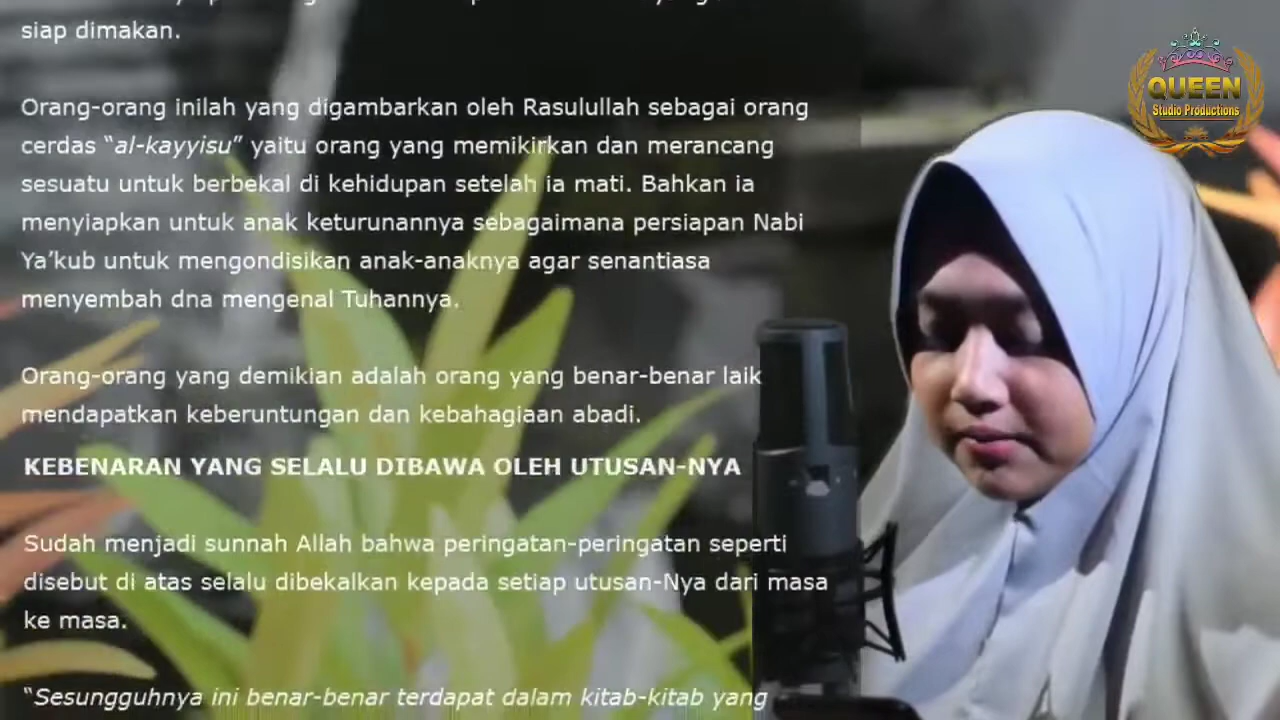 siap dimakan.
Orang-orang inilah yang digambarkan oleh Rasulullah sebagai orang
cerdas “al-kayyisu” yaitu orang yang memikirkan dan merancang
sesuatu untuk berbekal di kehidupan setelah ia mati. Bahkan ia
menyiapkan untuk anak keturunannya sebagaimana persiapan Nabi
Ya’kub untuk mengondisikan anak-anaknya agar senantiasa
menyembah dna mengenal Tuhannya.
Orang-orang yang demikian adalah orang yang benar-benar laik
mendapatkan keberuntungan dan kebahagiaan abadi.
KEBENARAN YANG SELALU DIBAWA OLEH UTUSAN-NYA
Sudah menjadi sunnah Allah bahwa peringatan-peringatan seperti
disebut di atas selalu dibekalkan kepada setiap utusan-Nya dari masa
ke masa.
“Sesungguhnya ini benar-benar terdapat dalam kitab-kitab yang
QUEEN
Studio Productions